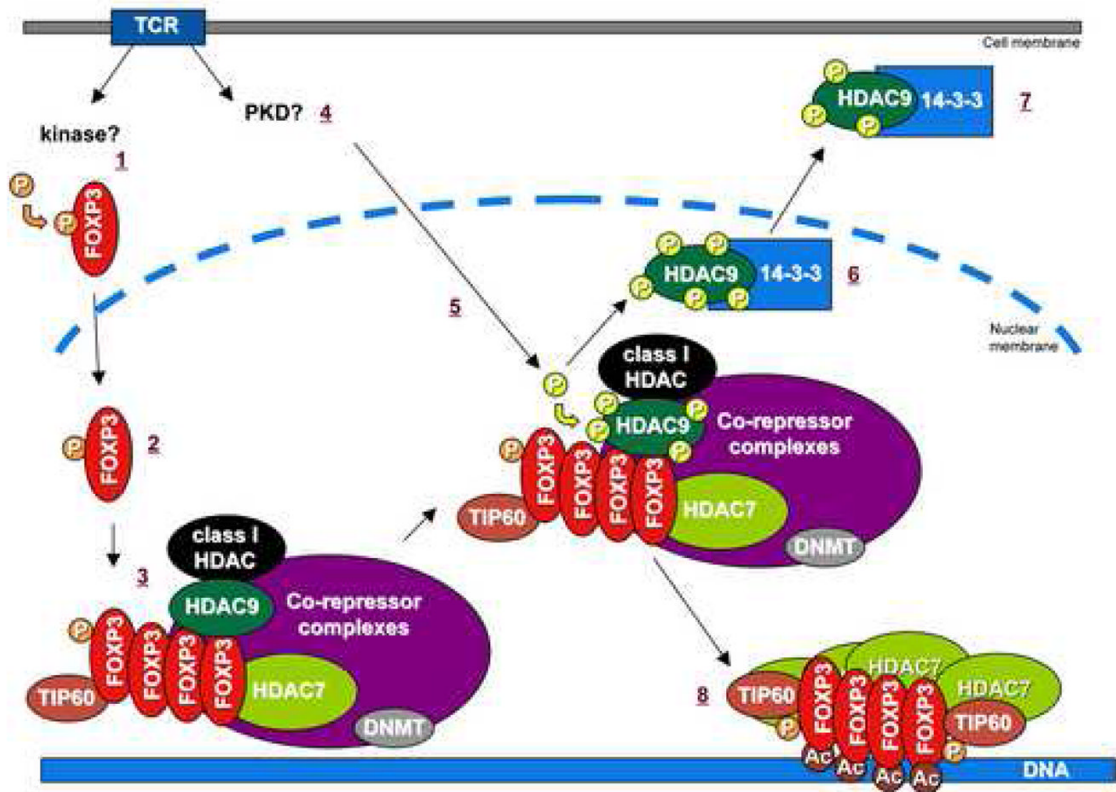 TCR
Cell membrane
PKD?
4
kinase?
1
P
P
FOXP3
P
P
P
HDAC9
14-3-3
7
P
P
P
P
P
P
HDAC9
14-3-3
6
5
Nuclear
membrane
P
FOXP3
2
class I
HDAC
P
P
P
P
P
HDAC9
Co-repressor
complexes
P
FOXP3
FOXP3
FOXP3
FOXP3
TIP60
HDAC7
DNMT
3
class I
HDAC
HDAC9
Co-repressor
complexes
P
FOXP3
FOXP3
FOXP3
FOXP3
TIP60
HDAC7
DNMT
8
TIP60
HDAC7
HDAC7
TIP60
FOXP3
FOXP3
FOXP3
FOXP3
P
P
Ac
Ac
Ac
Ac
DNA